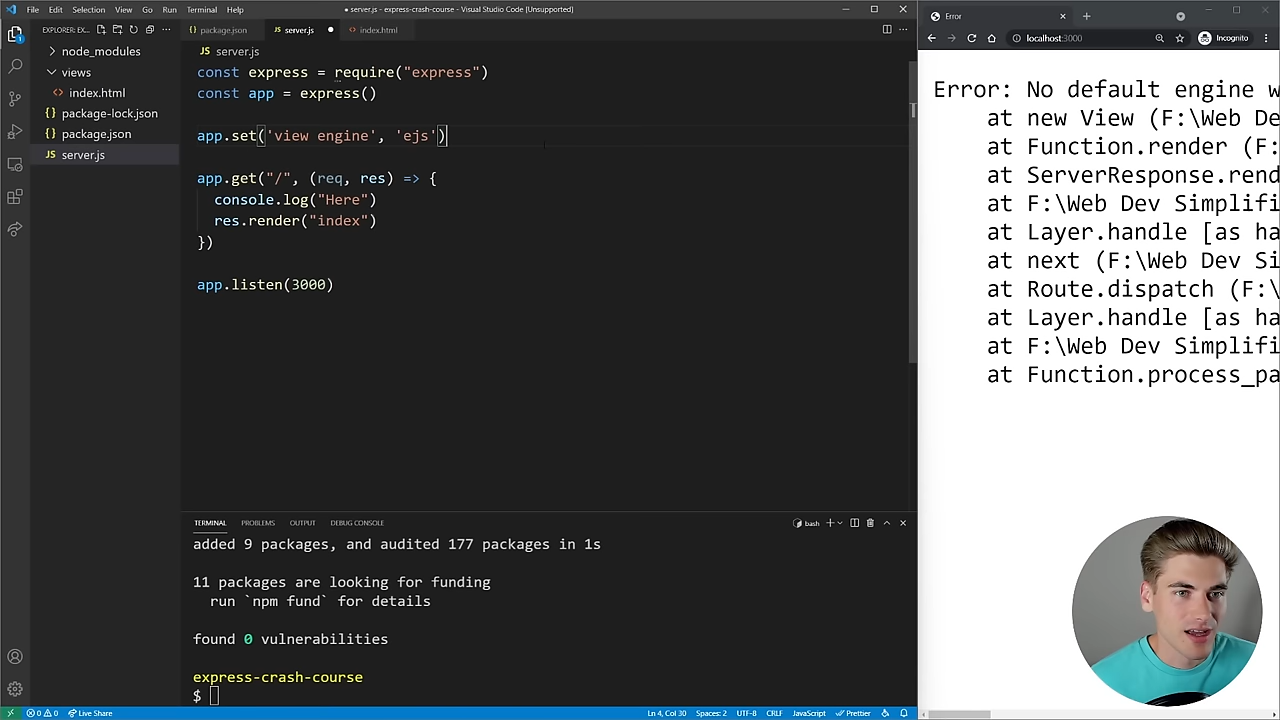 File Edit Selection View Go Run Terminal Help
● server.js - express-crash-course - Visual Studio Code [Unsupported]
EXPLORER: EX...
node_modules
views
index.html
package-lock.json
package.json
server.js
package.json server.js index.html
server.js
const express = require("express")
const app = express()
app.set('view engine', 'ejs')
app.get("/", (req, res) => {
console.log("Here")
res.render("index")
})
app.listen(3000)
TERMINAL PROBLEMS OUTPUT DEBUG CONSOLE
bash
added 9 packages, and audited 177 packages in 1s
11 packages are looking for funding
run `npm fund` for details
found 0 vulnerabilities
express-crash-course
$
0 0 Live Share
Ln 4, Col 30 Spaces: 2 UTF-8 CRLF JavaScript Prettier
Error
localhost:3000
Incognito
Error: No default engine w
at new View (F:\Web De
at Function.render (F:
at ServerResponse.rend
at F:\Web Dev Simplifi
at Layer.handle [as ha
at next (F:\Web Dev Si
at Route.dispatch (F:\
at Layer.handle [as ha
at F:\Web Dev Simplifi
at Function.process_pa